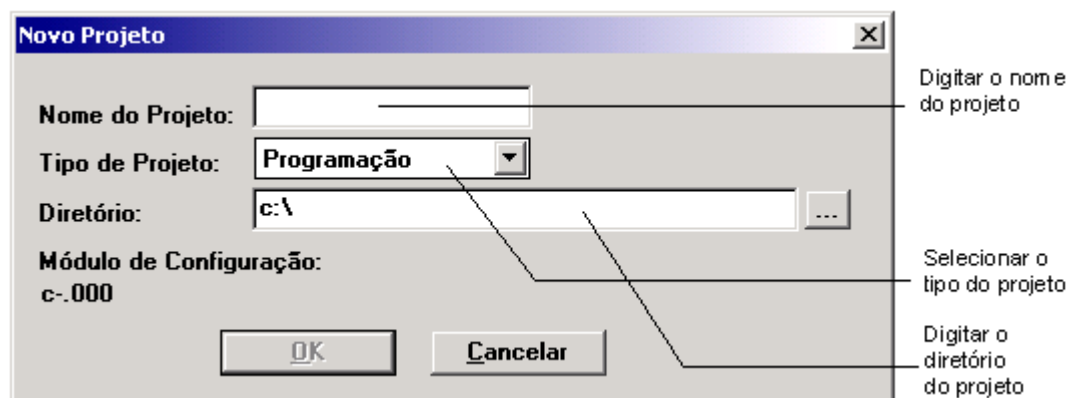 Novo Projeto
Nome do Projeto:
Digitar o nome
do projeto
Tipo de Projeto:
Programação
Diretório:
c:\
...
Selecionar o
tipo do projeto
Módulo de Configuração:
c-.000
OK
Cancelar
Digitar o
diretório
do projeto